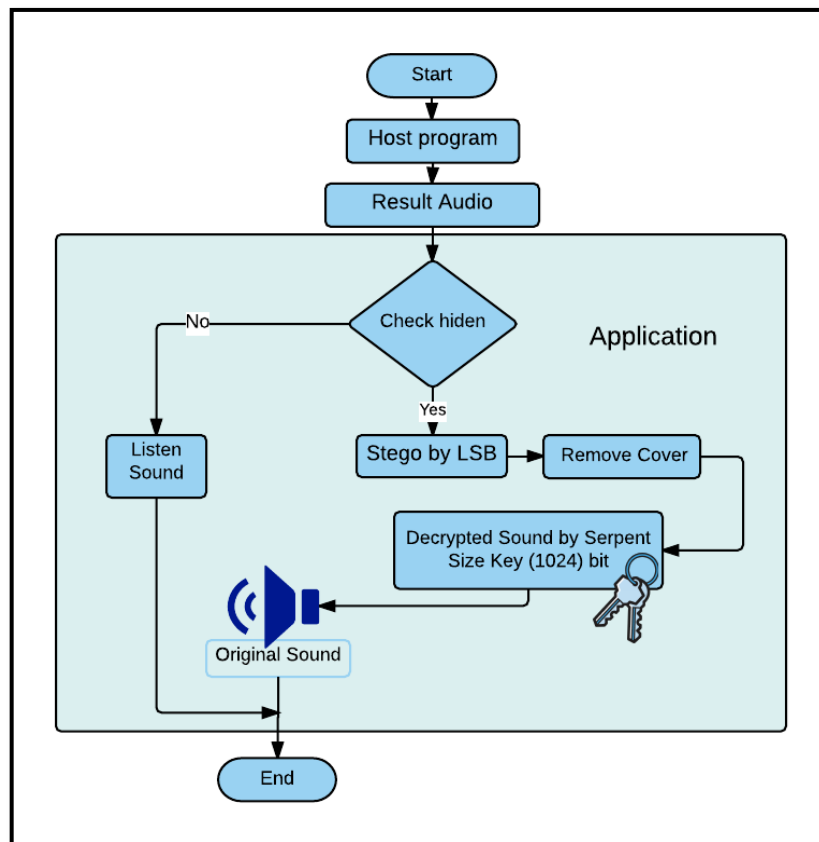 Start
Host program
Result Audio
Check hiden
Application
No
Yes
Listen
Sound
Stego by LSB
Remove Cover
Decrypted Sound by Serpent
Size Key (1024) bit
Original Sound
End